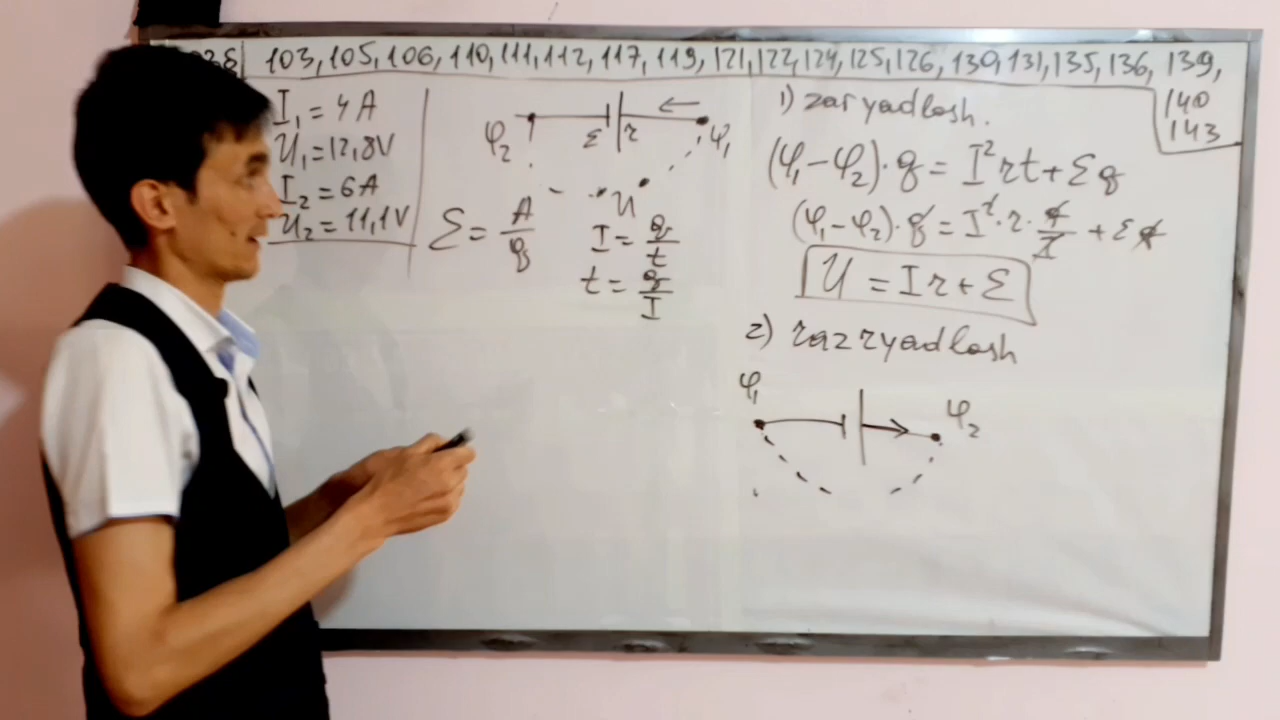 103, 105, 106, 110, 111, 112, 117, 119, 121, 122, 124, 125, 126, 130, 131, 135, 136, 139,
140
143
I₁ = 4 A
U₁ = 12,8V
I₂ = 6 A
U₂ = 11,1V
φ₂ ε r φ₁
U
ε = A/q
I = q/t
t = q/I
1) zaryadlash.
(φ₁ − φ₂)·q = I²rt + εq
(φ₁ − φ₂)·q = I²·r·q/I + εq
U = Ir + ε
2) razryadlash
φ₁ φ₂